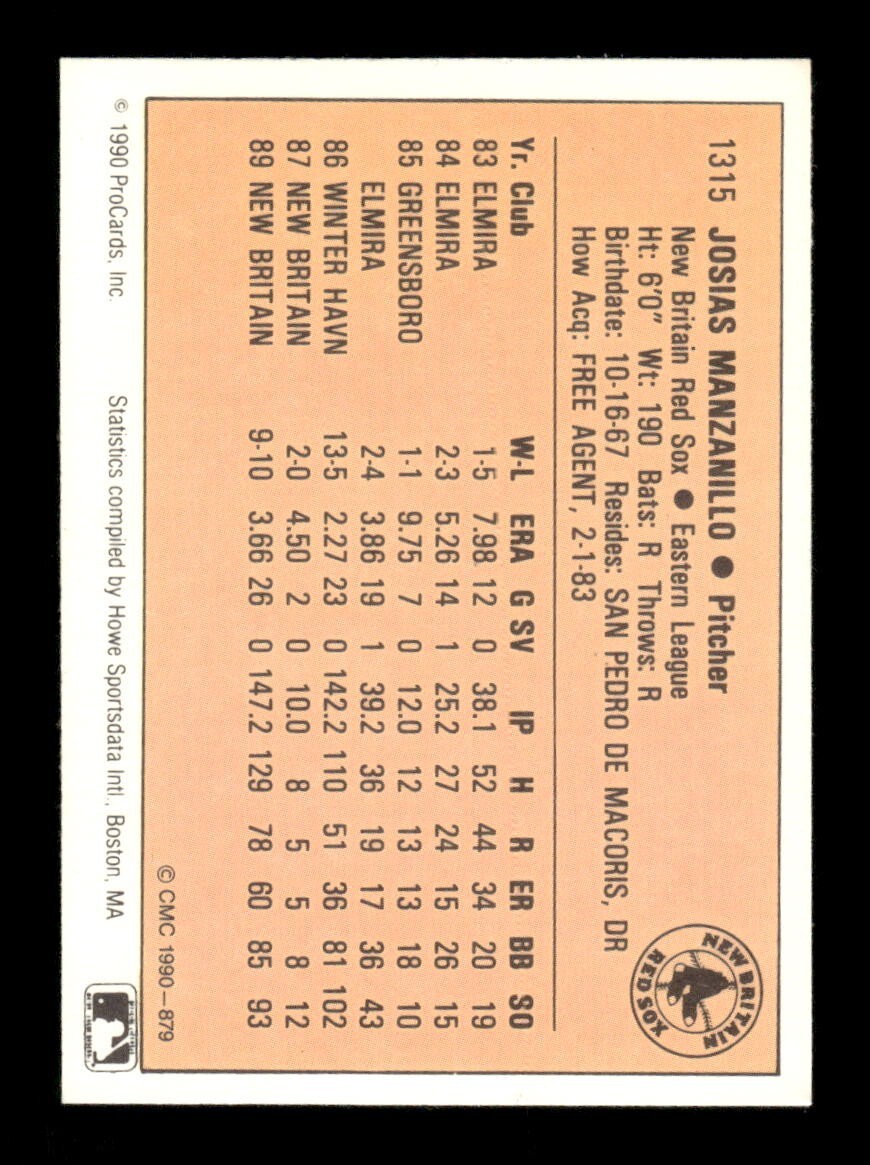 1315 JOSIAS MANZANILLO ● Pitcher
New Britain Red Sox ● Eastern League
Ht: 6'0" Wt: 190 Bats: R Throws: R
Birthdate: 10-16-67 Resides: SAN PEDRO DE MACORIS, DR
How Acq: FREE AGENT, 2-1-83
NEW BRITAIN
RED SOX
Yr. Club W-L ERA G SV IP H R ER BB SO
83 ELMIRA 1-5 7.98 12 0 38.1 52 44 34 20 19
84 ELMIRA 2-3 5.26 14 1 25.2 27 24 15 26 15
85 GREENSBORO 1-1 9.75 7 0 12.0 12 13 13 18 10
ELMIRA 2-4 3.86 19 1 39.2 36 19 17 36 43
86 WINTER HAVN 13-5 2.27 23 0 142.2 110 51 36 81 102
87 NEW BRITAIN 2-0 4.50 2 0 10.0 8 5 5 8 12
89 NEW BRITAIN 9-10 3.66 26 0 147.2 129 78 60 85 93
© CMC 1990—879
© 1990 ProCards, Inc. Statistics compiled by Howe Sportsdata Intl., Boston, MA